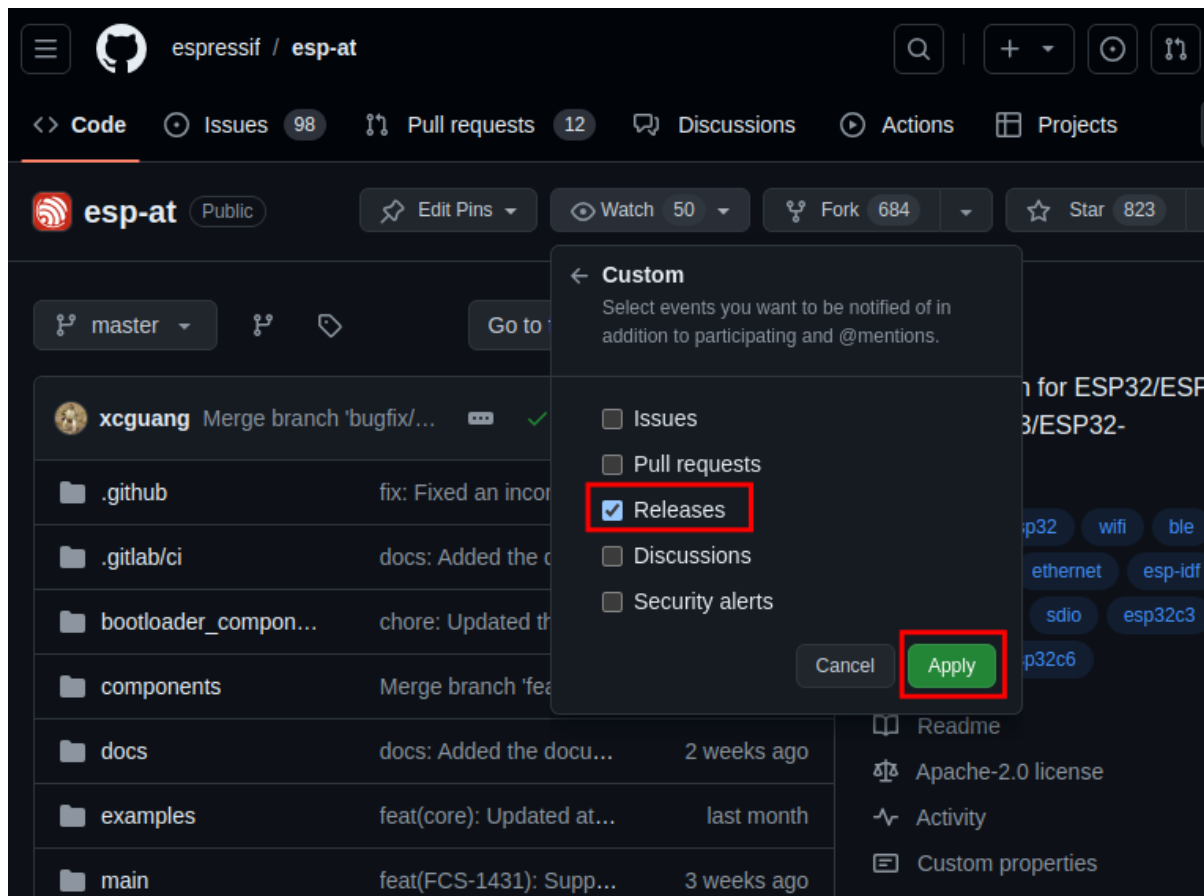 espressif / esp-at
Code Issues 98 Pull requests 12 Discussions Actions Projects
esp-at Public Edit Pins Watch 50 Fork 684 Star 823
Custom
Select events you want to be notified of in
addition to participating and @mentions.
master Go to
for ESP32/ESP
/ESP32-
xcguang Merge branch 'bugfix/… Issues
Pull requests
.github fix: Fixed an incor Releases
wifi ble
.gitlab/ci docs: Added the Discussions
ethernet esp-idf
bootloader_compon… chore: Updated th Security alerts
sdio esp32c3
Cancel Apply
p32c6
components Merge branch 'fea
Readme
docs docs: Added the docu… 2 weeks ago
Apache-2.0 license
examples feat(core): Updated at… last month
Activity
Custom properties
main feat(FCS-1431): Supp… 3 weeks ago